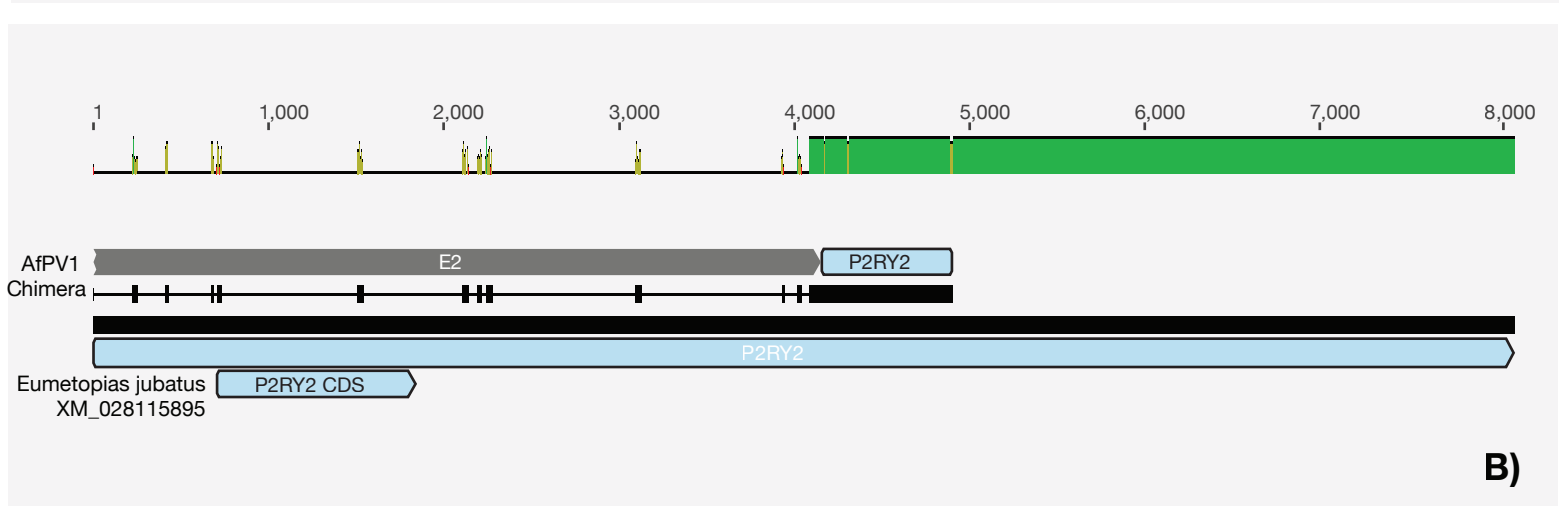 1 1,000 2,000 3,000 4,000 5,000 6,000 7,000 8,000
AfPV1 E2 P2RY2
Chimera
P2RY2
Eumetopias jubatus P2RY2 CDS
XM_028115895
B)